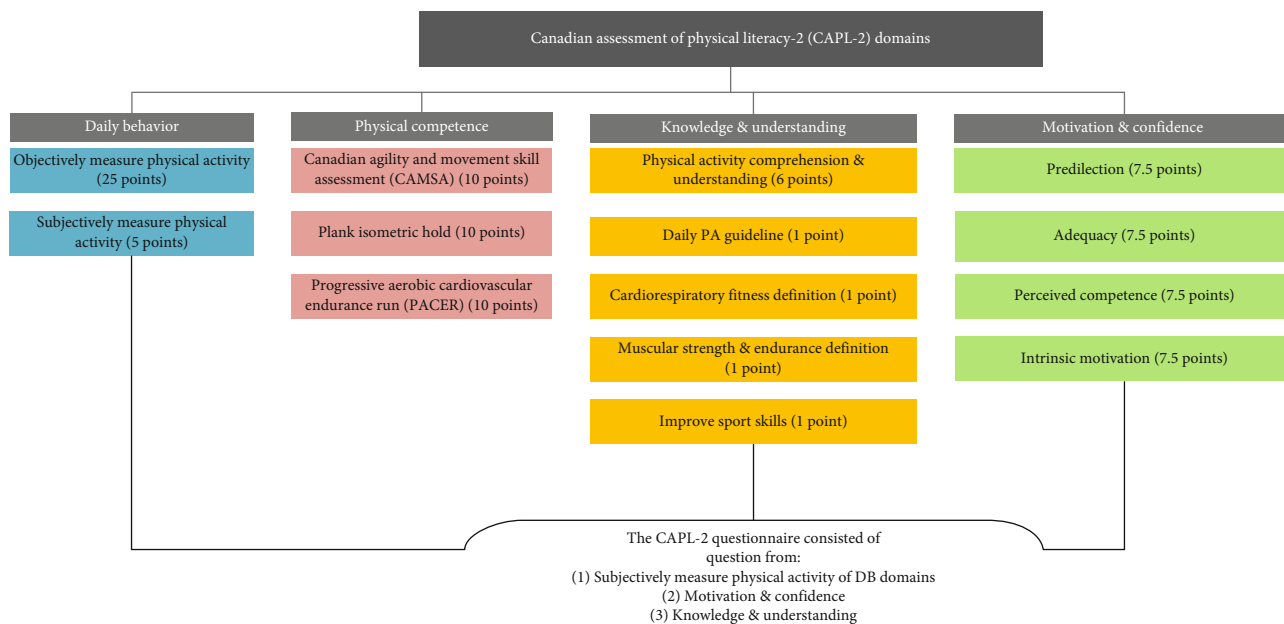 Canadian assessment of physical literacy-2 (CAPL-2) domains
Daily behavior
Objectively measure physical activity
(25 points)
Subjectively measure physical
activity (5 points)
Physical competence
Canadian agility and movement skill
assessment (CAMSA) (10 points)
Plank isometric hold (10 points)
Progressive aerobic cardiovascular
endurance run (PACER) (10 points)
Knowledge & understanding
Physical activity comprehension &
understanding (6 points)
Daily PA guideline (1 point)
Cardiorespiratory fitness definition (1 point)
Muscular strength & endurance definition
(1 point)
Improve sport skills (1 point)
Motivation & confidence
Predilection (7.5 points)
Adequacy (7.5 points)
Perceived competence (7.5 points)
Intrinsic motivation (7.5 points)
The CAPL-2 questionnaire consisted of
question from:
(1) Subjectively measure physical activity of DB domains
(2) Motivation & confidence
(3) Knowledge & understanding